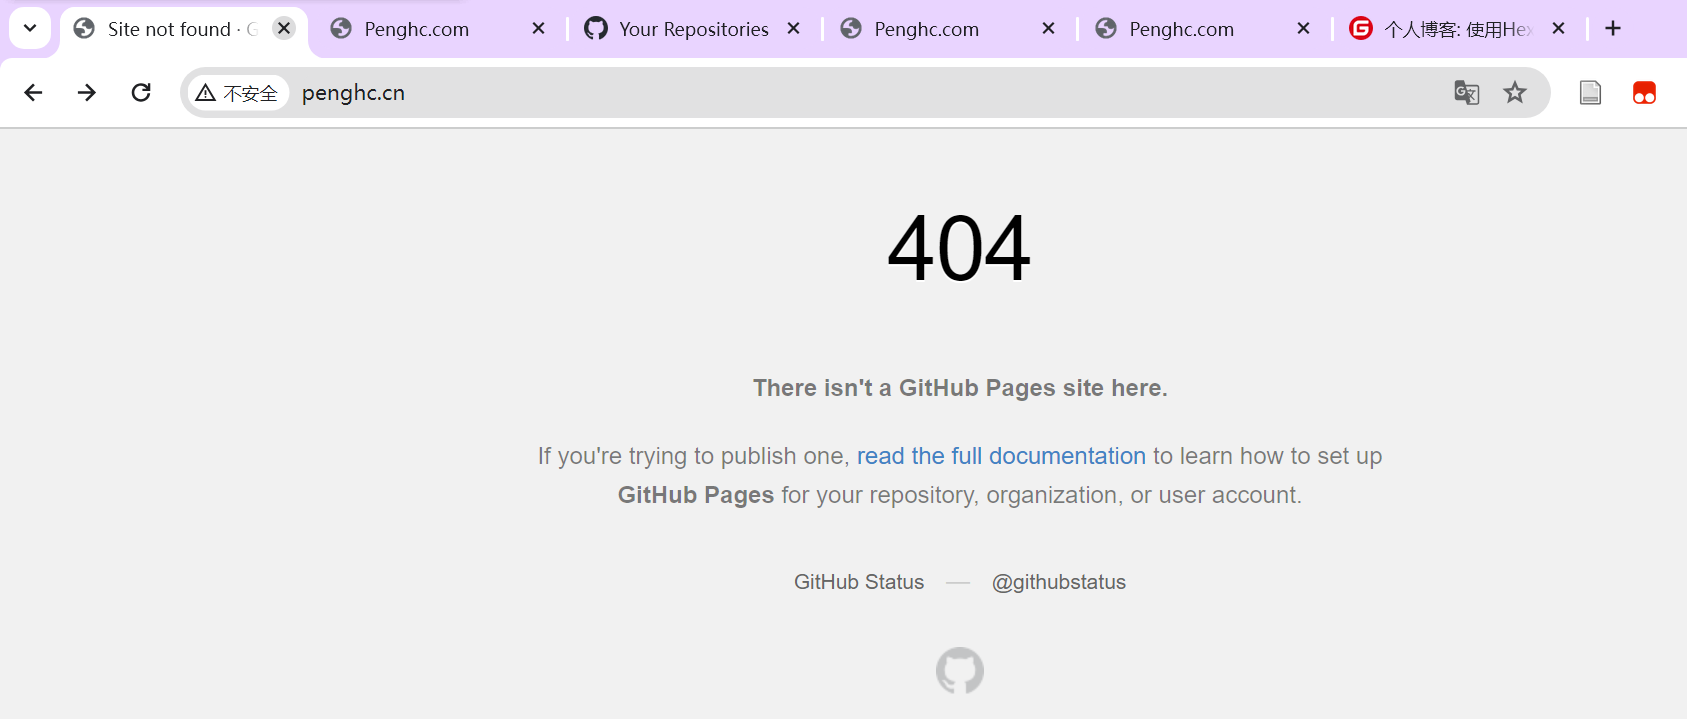 Site not found · G
Penghc.com
Your Repositories
Penghc.com
Penghc.com
个人博客: 使用Hex
不安全
penghc.cn
404
There isn't a GitHub Pages site here.
If you're trying to publish one, read the full documentation to learn how to set up
GitHub Pages for your repository, organization, or user account.
GitHub Status — @githubstatus